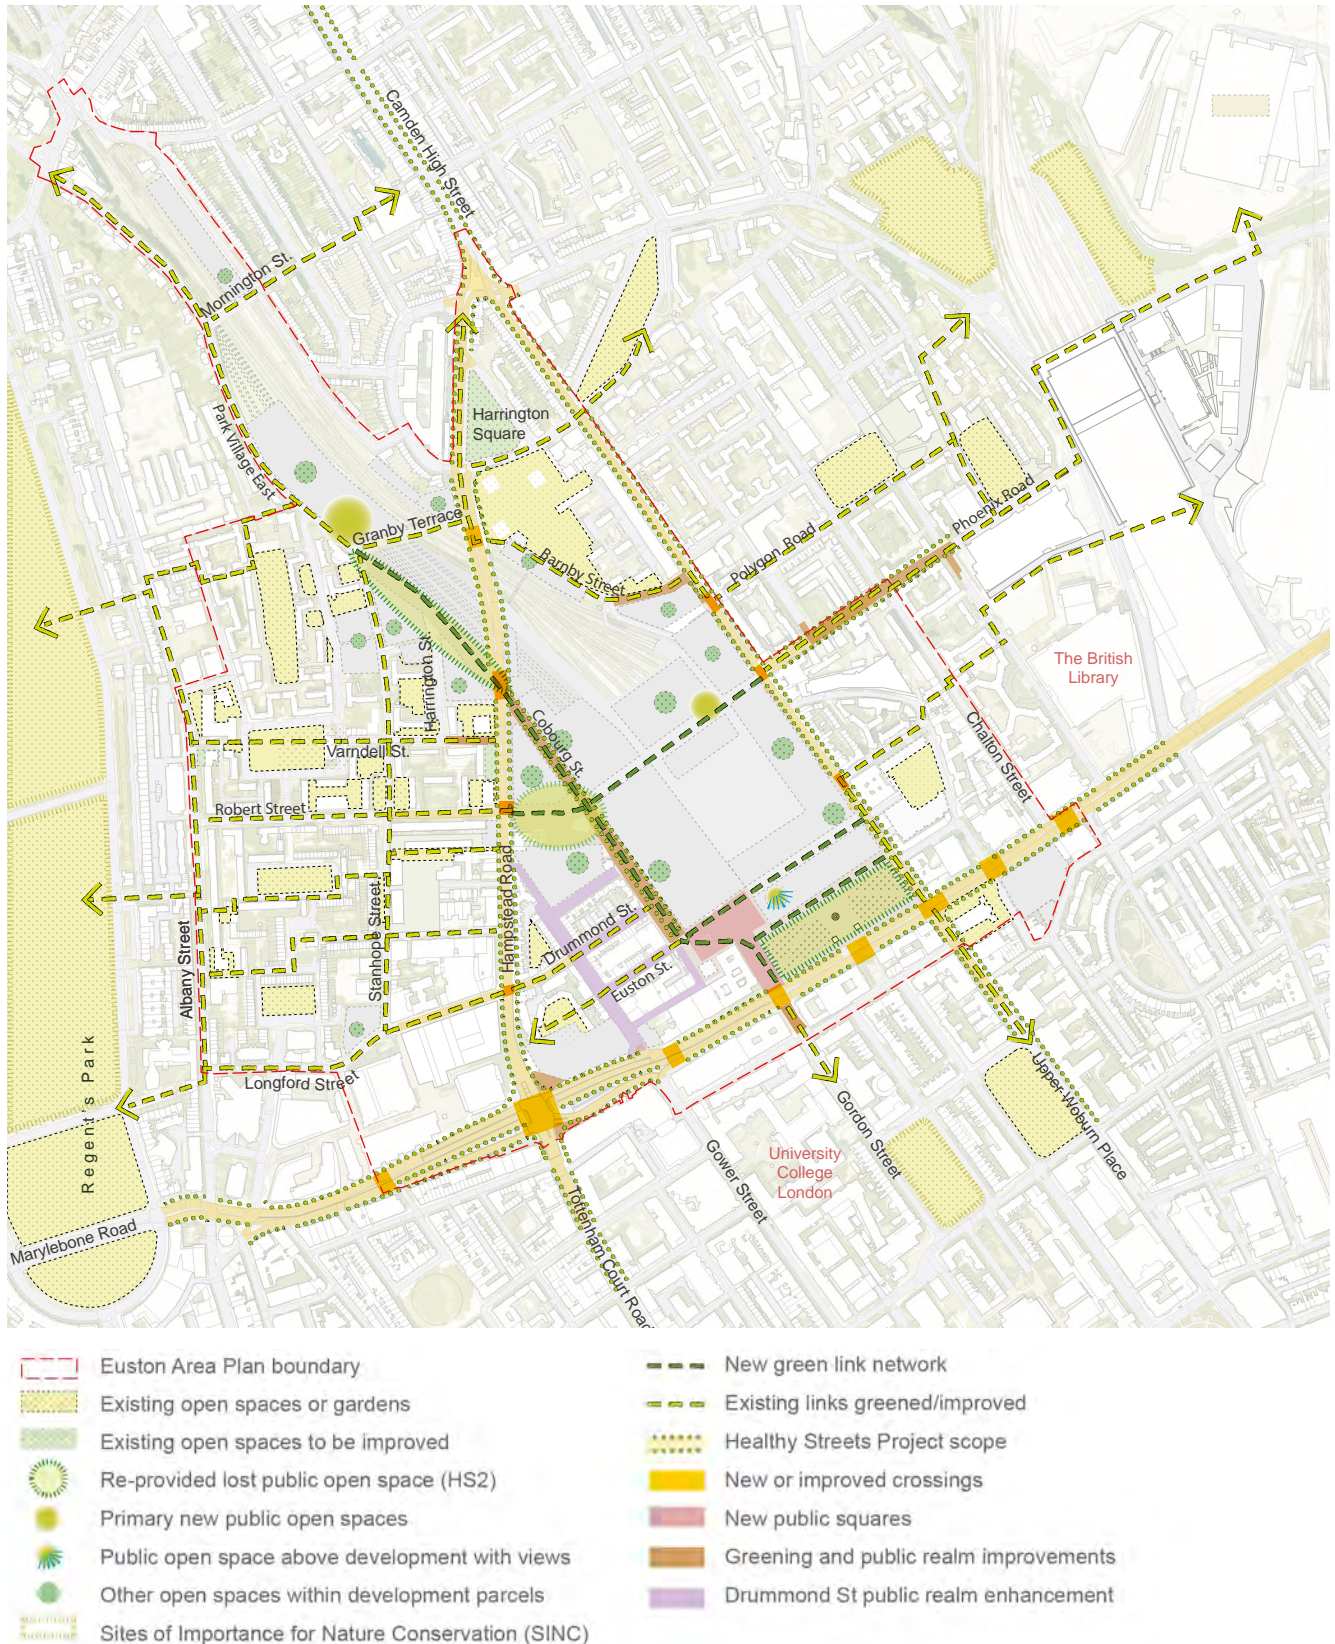 Camden High Street
Mornington St.
Harrington
Square
Park Village East
Granby Terrace
Barnby Street
Polygon Road
Phoenix Road
The British
Library
Harrington St.
Cobourg St.
Varndell St.
Chalton Street
Robert Street
Hampstead Road
Drummond St.
Stanhope Street
Albany Street
Euston St.
Regent's Park
Longford Street
Upper Woburn Place
Gordon Street
University
College
London
Gower Street
Tottenham Court Road
Marylebone Road
Euston Area Plan boundary
Existing open spaces or gardens
Existing open spaces to be improved
Re-provided lost public open space (HS2)
Primary new public open spaces
Public open space above development with views
Other open spaces within development parcels
Sites of Importance for Nature Conservation (SINC)
New green link network
Existing links greened/improved
Healthy Streets Project scope
New or improved crossings
New public squares
Greening and public realm improvements
Drummond St public realm enhancement